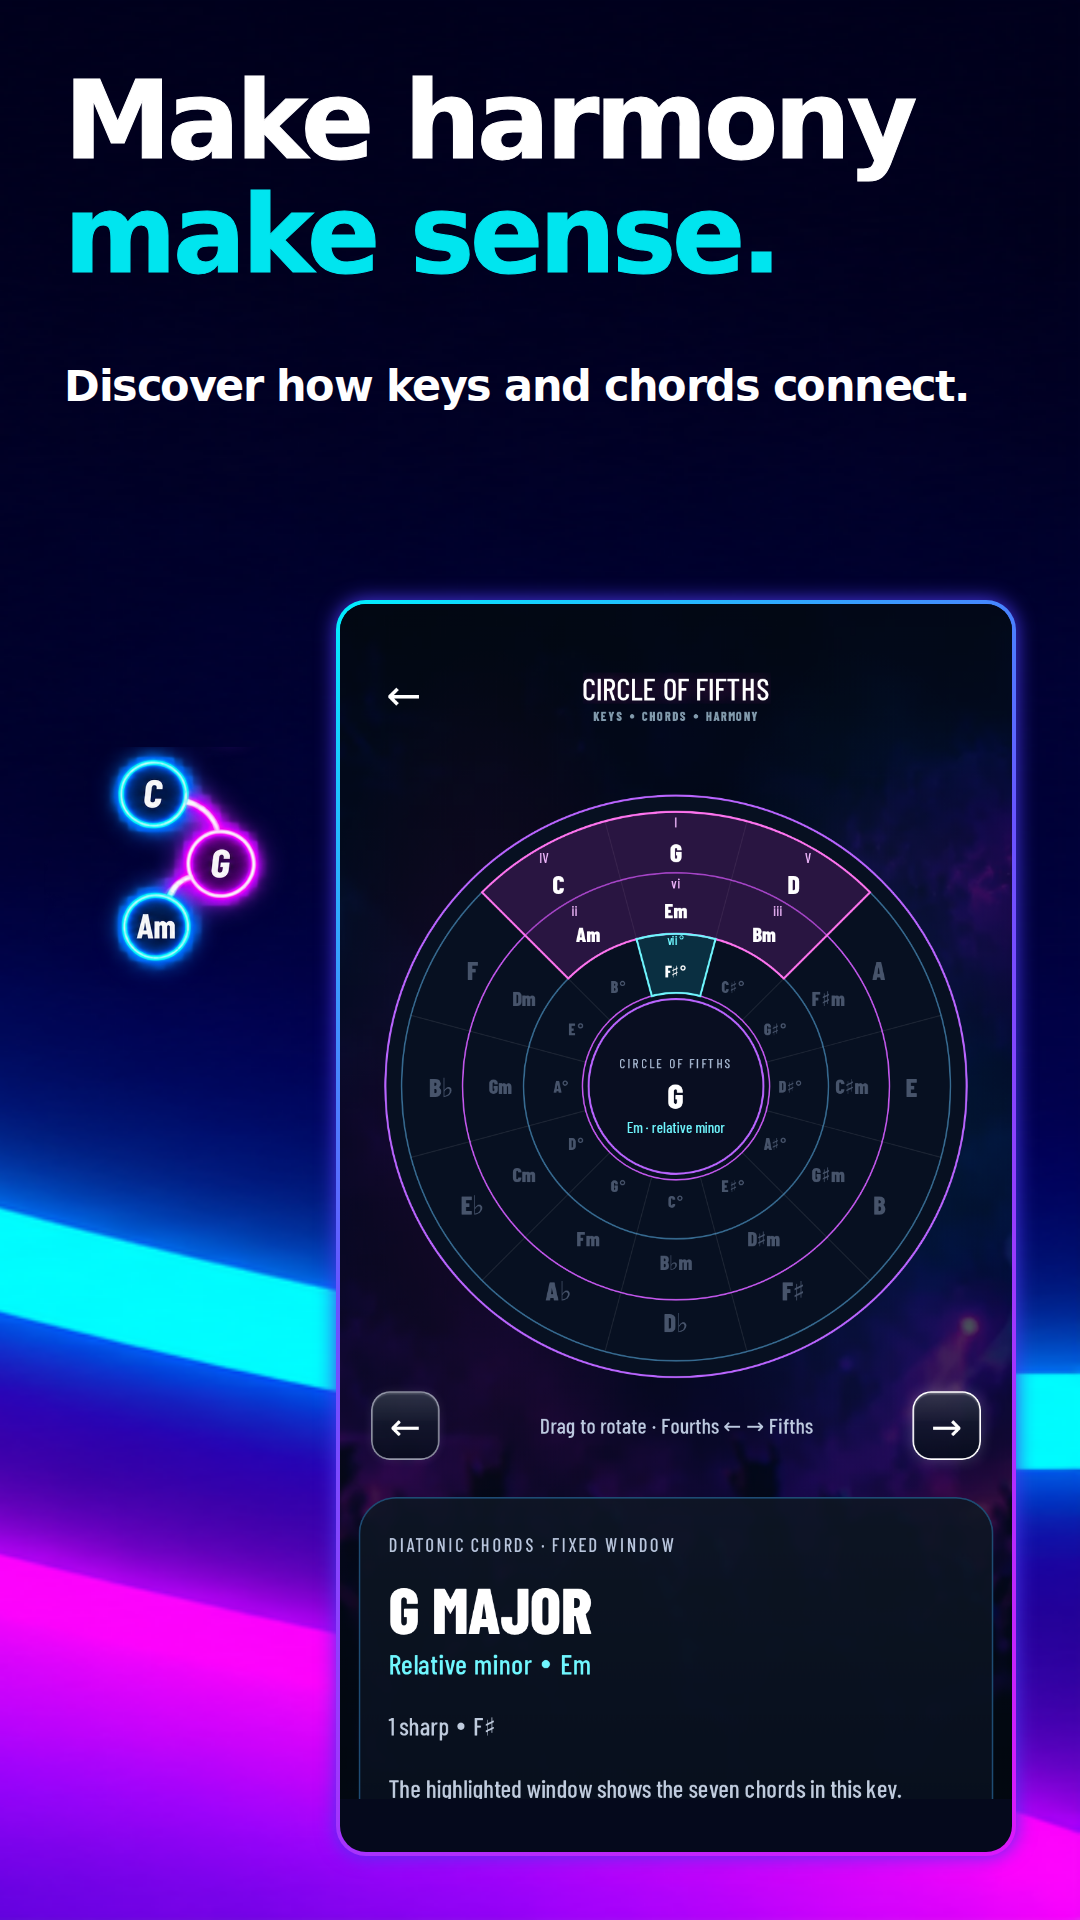 Make harmony
make sense.
Discover how keys and chords connect.
←
CIRCLE OF FIFTHS
KEYS • CHORDS • HARMONY
C
G
Am
I
IV
V
G
C
D
vi
ii
iii
Em
Am
Bm
vii°
F♯°
F
A
Dm
F♯m
B°
C♯°
E°
G♯°
B♭
Gm
A°
D♯°
C♯m
E
CIRCLE OF FIFTHS
G
Em · relative minor
D°
A♯°
Cm
G♯m
G°
E♯°
C°
E♭
B
Fm
D♯m
B♭m
A♭
F♯
D♭
←
Drag to rotate · Fourths ← → Fifths
→
DIATONIC CHORDS · FIXED WINDOW
G MAJOR
Relative minor • Em
1 sharp • F♯
The highlighted window shows the seven chords in this key.